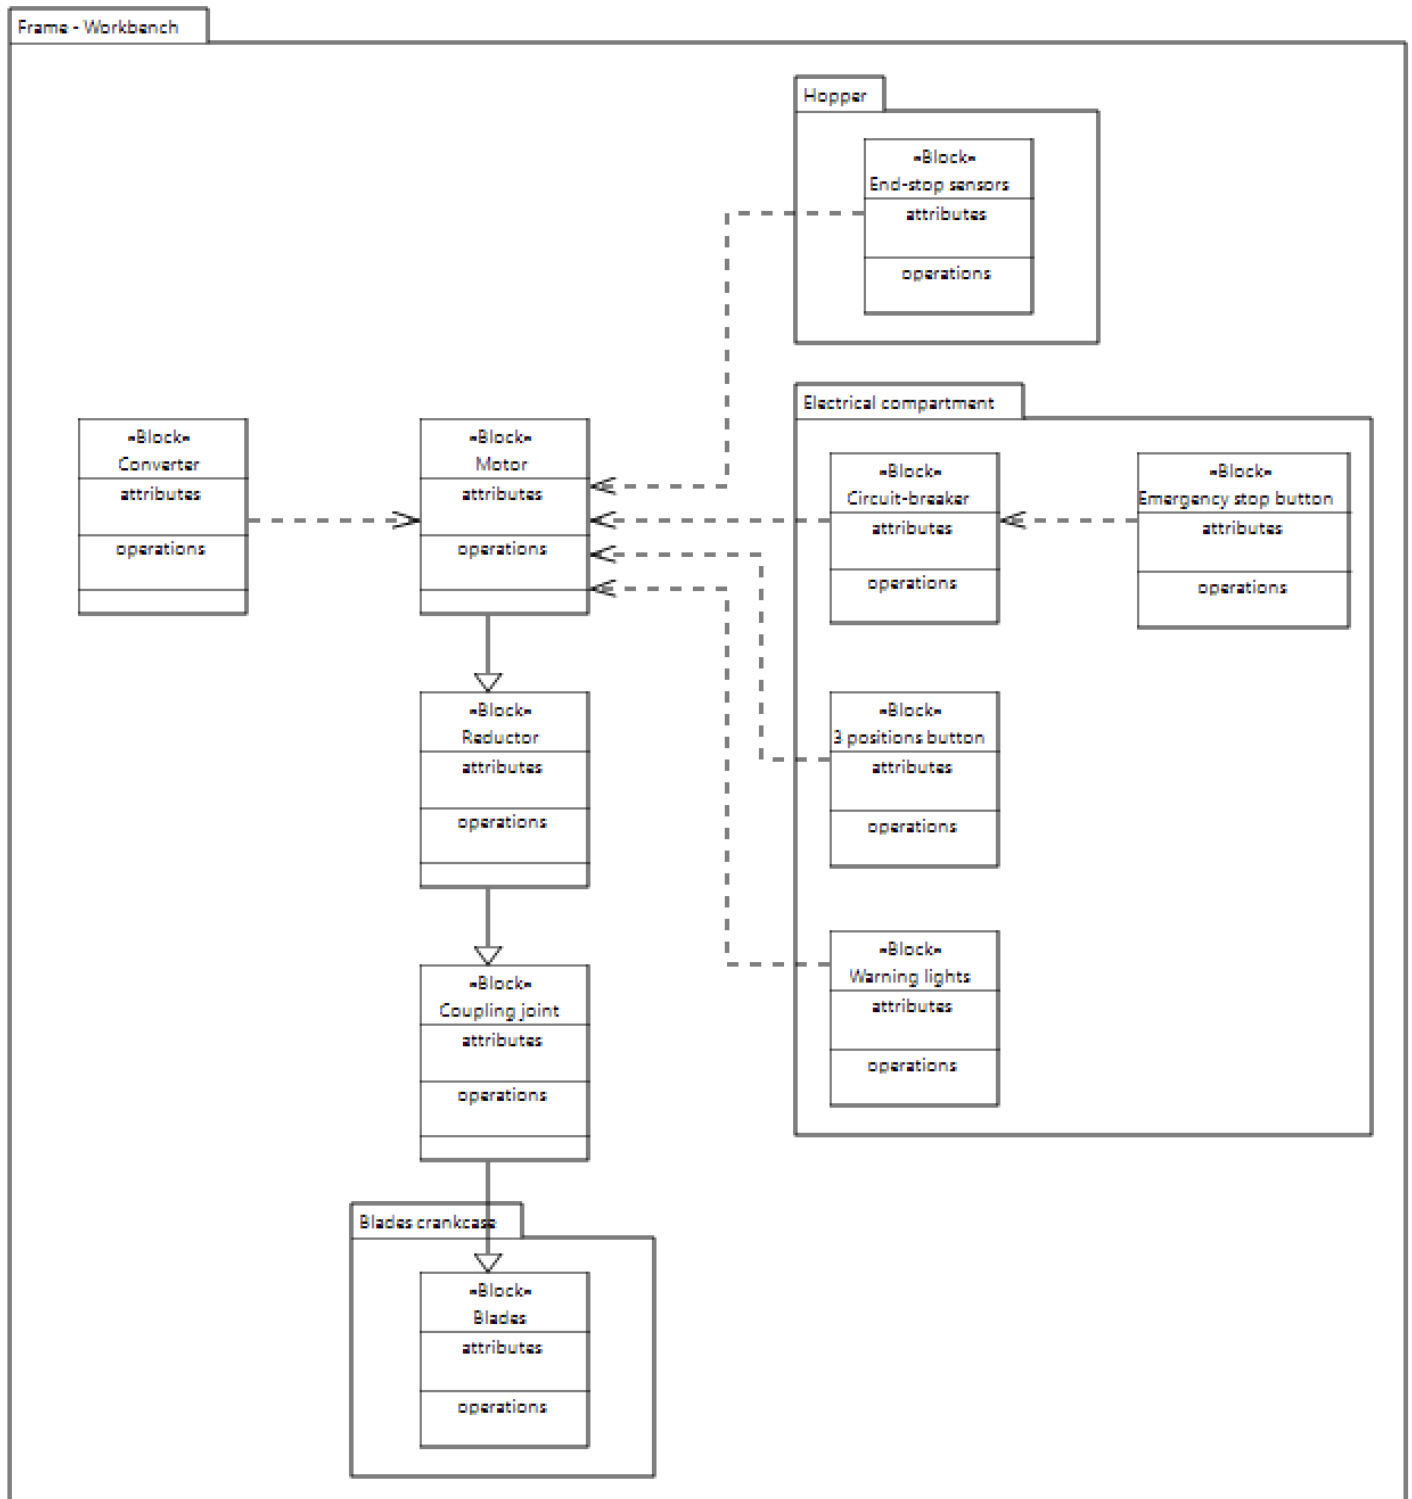 Frame - Workbench
Hopper
«Block»
End-stop sensors
attributes
operations
Electrical compartment
«Block»
Converter
attributes
operations
«Block»
Motor
attributes
operations
«Block»
Circuit-breaker
attributes
operations
«Block»
Emergency stop button
attributes
operations
«Block»
Reductor
attributes
operations
«Block»
3 positions button
attributes
operations
«Block»
Coupling joint
attributes
operations
«Block»
Warning lights
attributes
operations
Blades crankcase
«Block»
Blades
attributes
operations